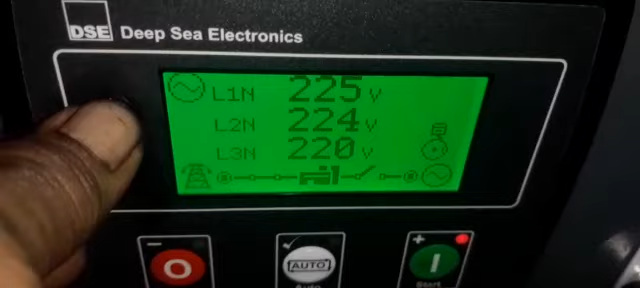 DSE Deep Sea Electronics
L1N 225 V
L2N 224 V
L3N 220 V
− ✓ +
O AUTO I
Auto Start